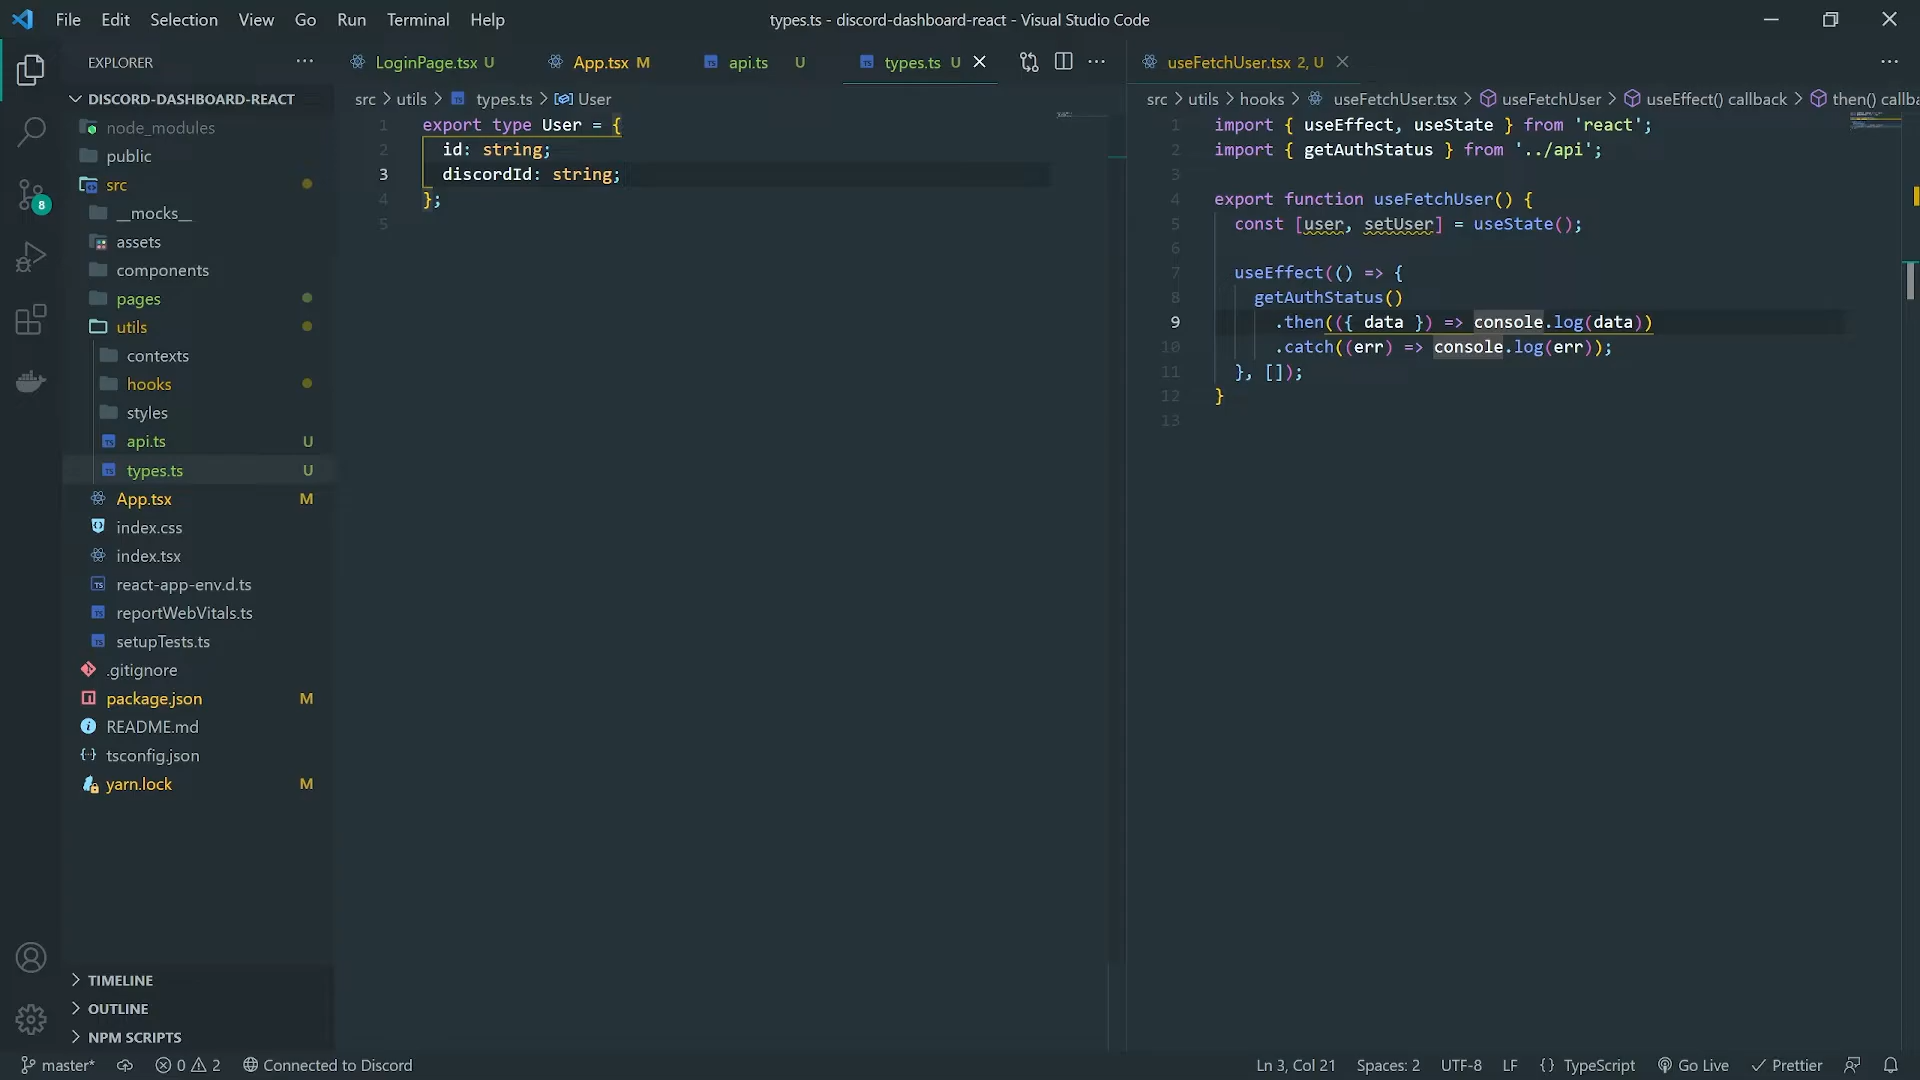 File Edit Selection View Go Run Terminal Help
types.ts - discord-dashboard-react - Visual Studio Code
EXPLORER
DISCORD-DASHBOARD-REACT
node_modules
public
src
__mocks__
assets
components
pages
utils
contexts
hooks
styles
api.ts U
types.ts U
App.tsx M
index.css
index.tsx
react-app-env.d.ts
reportWebVitals.ts
setupTests.ts
.gitignore
package.json M
README.md
tsconfig.json
yarn.lock M
TIMELINE
OUTLINE
NPM SCRIPTS
8
LoginPage.tsx U App.tsx M api.ts U types.ts U
src > utils > types.ts > User
1 export type User = {
2 id: string;
3 discordId: string;
4 };
5
useFetchUser.tsx 2, U
src > utils > hooks > useFetchUser.tsx > useFetchUser > useEffect() callback > then() callba
1 import { useEffect, useState } from 'react';
2 import { getAuthStatus } from '../api';
3
4 export function useFetchUser() {
5 const [user, setUser] = useState();
6
7 useEffect(() => {
8 getAuthStatus()
9 .then(({ data }) => console.log(data))
10 .catch((err) => console.log(err));
11 }, []);
12 }
13
master* 0 2 Connected to Discord
Ln 3, Col 21 Spaces: 2 UTF-8 LF {} TypeScript Go Live Prettier